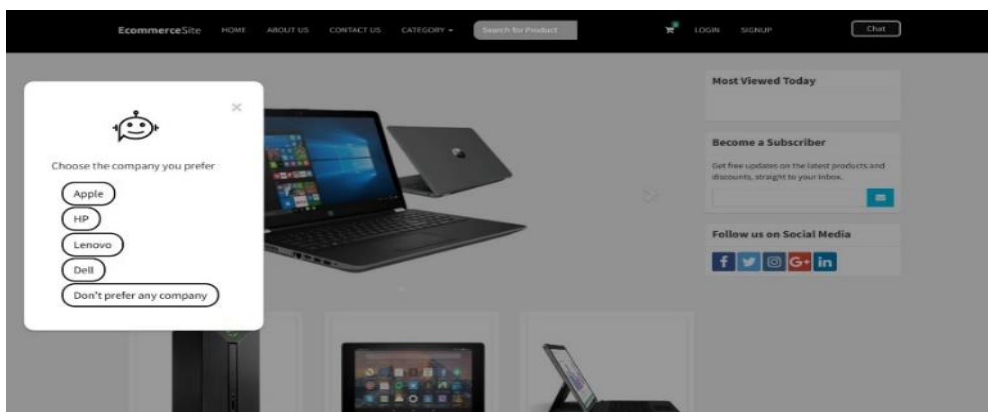 EcommerceSite HOME ABOUT US CONTACT US CATEGORY Search for Product LOGIN SIGNUP Chat
Choose the company you prefer
Apple
HP
Lenovo
Dell
Don't prefer any company
Most Viewed Today
Become a Subscriber
Get free updates on the latest products and
discounts, straight to your inbox.
Follow us on Social Media